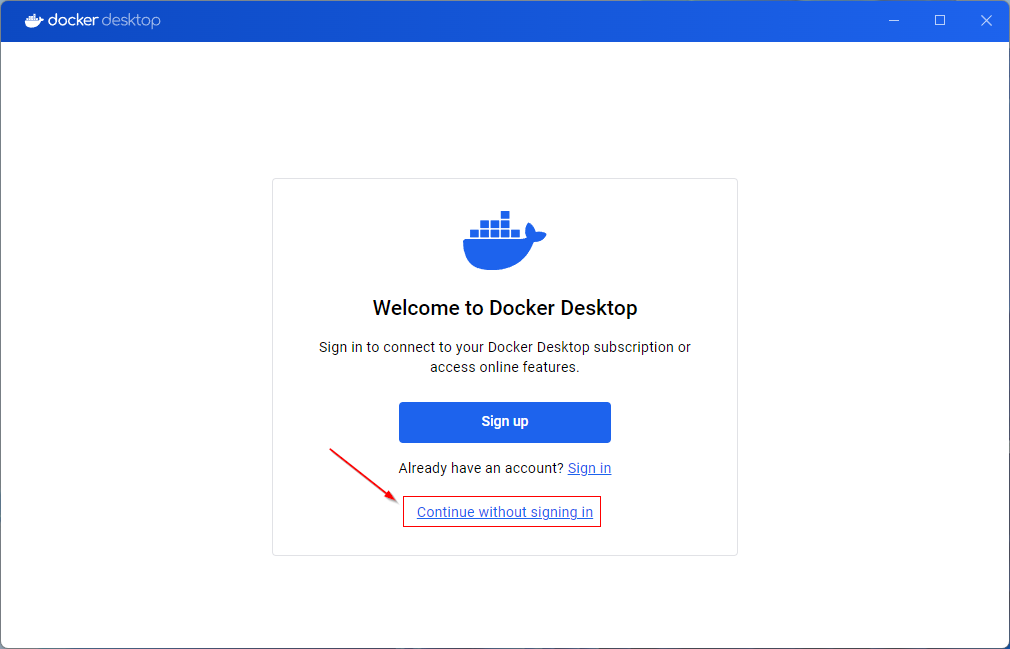 docker desktop
Welcome to Docker Desktop
Sign in to connect to your Docker Desktop subscription or
access online features.
Sign up
Already have an account? Sign in
Continue without signing in